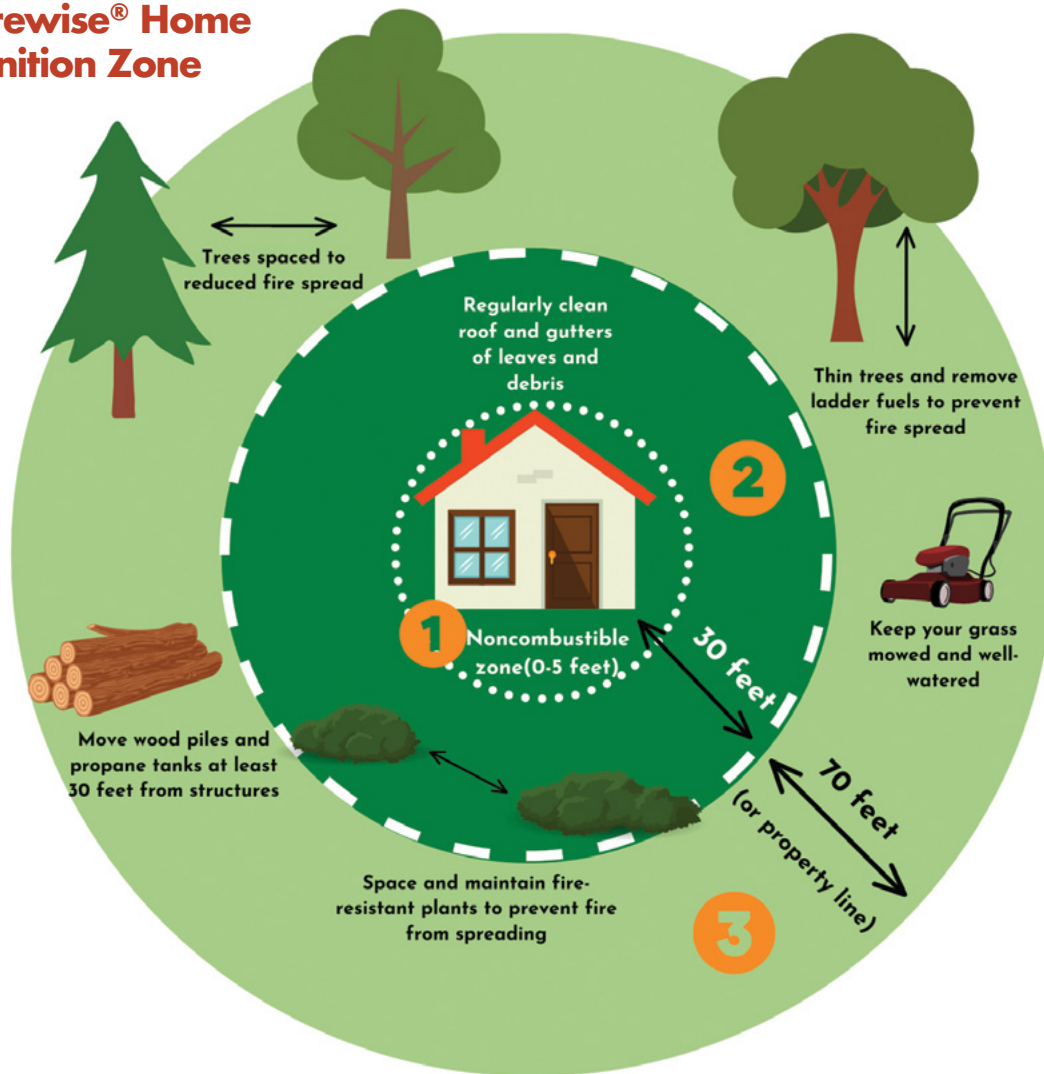 rewise® Home
nition Zone
Trees spaced to
reduced fire spread
Regularly clean
roof and gutters
of leaves and
debris
Thin trees and remove
ladder fuels to prevent
fire spread
2
1
Noncombustible
zone(0-5 feet)
30 feet
Keep your grass
mowed and well-
watered
Move wood piles and
propane tanks at least
30 feet from structures
70 feet
(or property line)
Space and maintain fire-
resistant plants to prevent fire
from spreading
3